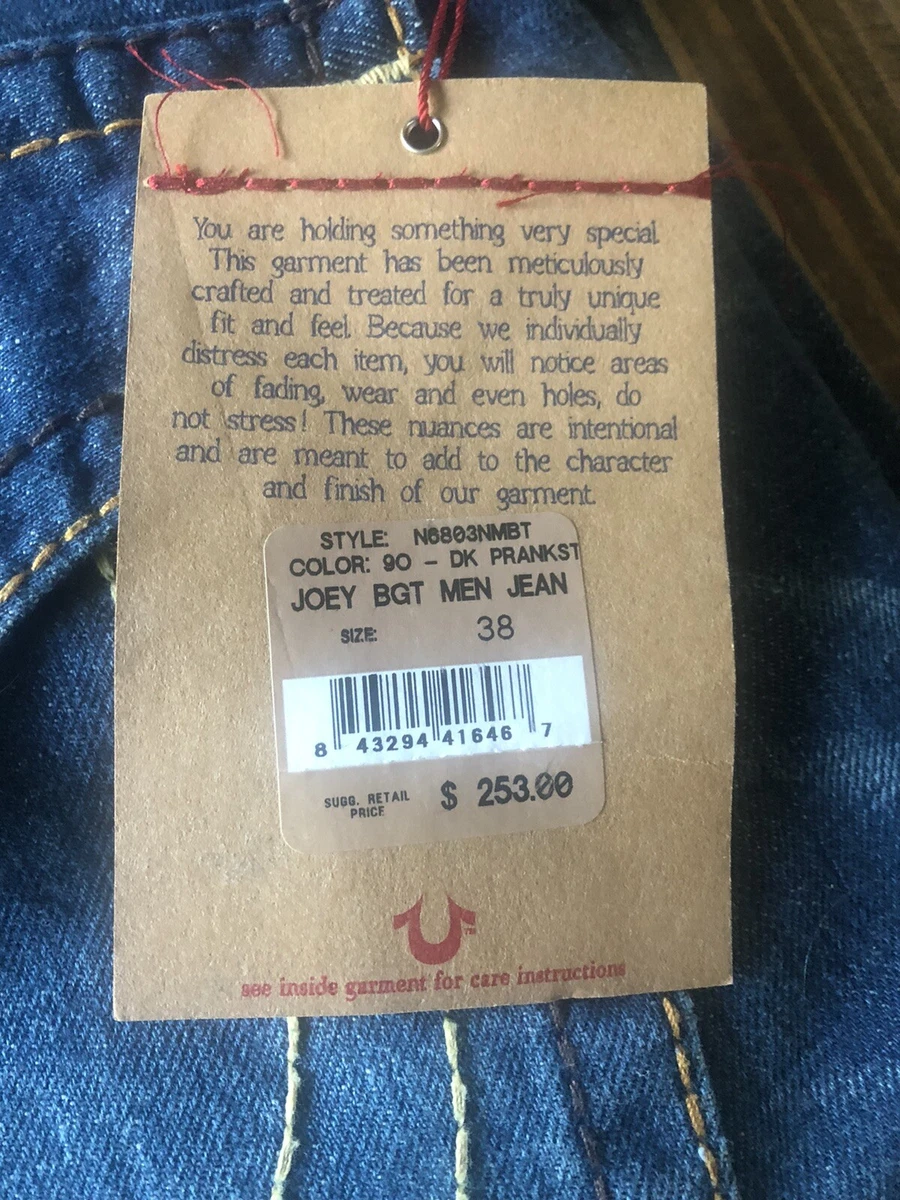 You are holding something very special.
This garment has been meticulously
crafted and treated for a truly unique
fit and feel. Because we individually
distress each item, you will notice areas
of fading, wear and even holes, do
not stress! These nuances are intentional
and are meant to add to the character
and finish of our garment.
STYLE: N6803NMBT
COLOR: 90 - DK PRANKST
JOEY BGT MEN JEAN
SIZE: 38
8 43294 41646 7
SUGG. RETAIL
PRICE $ 253.00
TM
see inside garment for care instructions